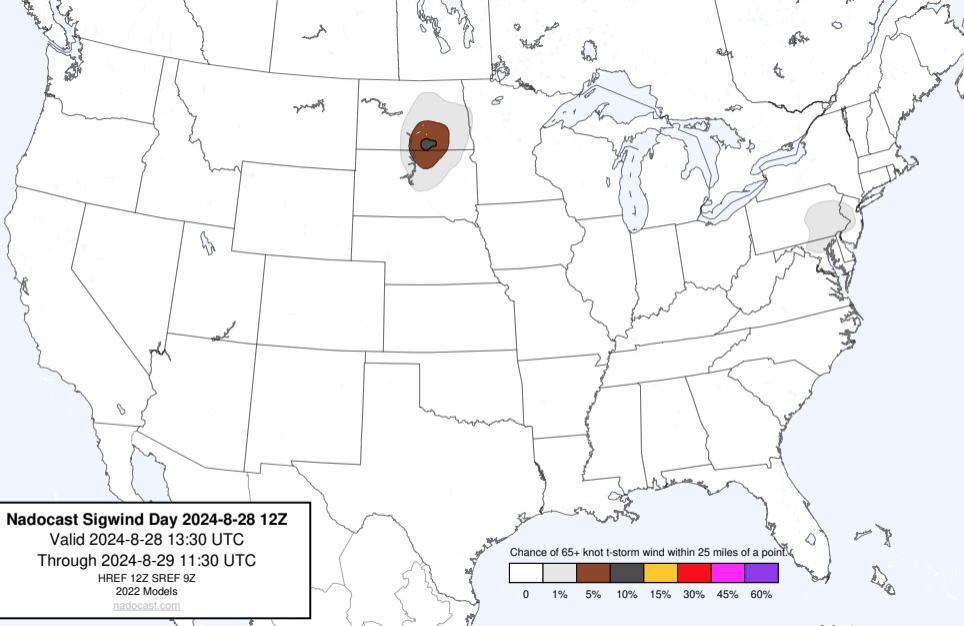 Nadocast Sigwind Day 2024-8-28 12Z
Valid 2024-8-28 13:30 UTC
Through 2024-8-29 11:30 UTC
HREF 12Z SREF 9Z
2022 Models
nadocast.com
Chance of 65+ knot t-storm wind within 25 miles of a point.
0 1% 5% 10% 15% 30% 45% 60%